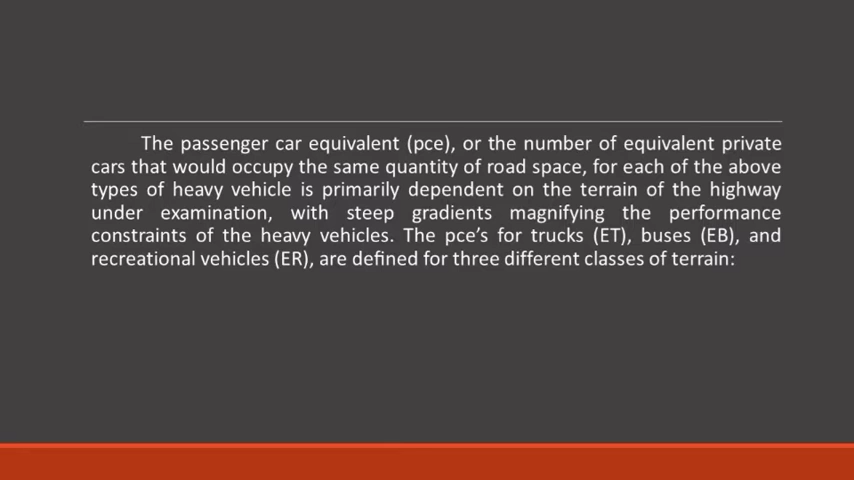 The passenger car equivalent (pce), or the number of equivalent private
cars that would occupy the same quantity of road space, for each of the above
types of heavy vehicle is primarily dependent on the terrain of the highway
under examination, with steep gradients magnifying the performance
constraints of the heavy vehicles. The pce’s for trucks (ET), buses (EB), and
recreational vehicles (ER), are defined for three different classes of terrain: